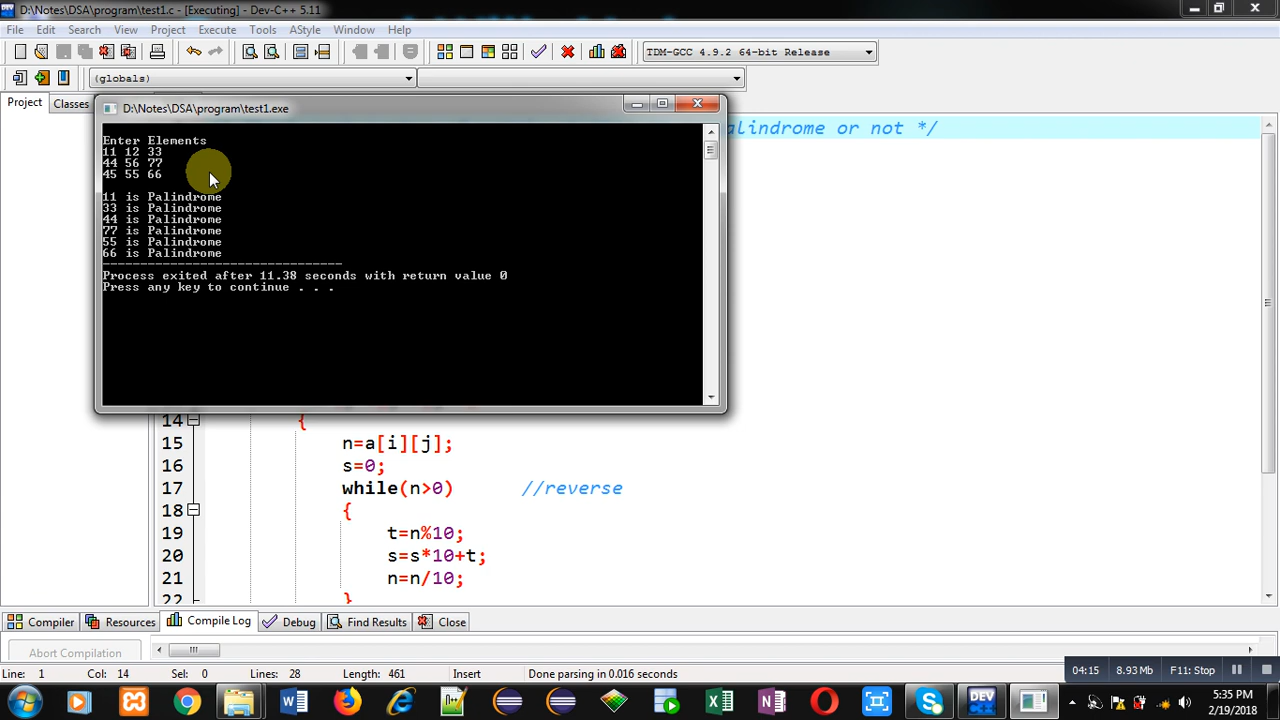 D:\Notes\DSA\program\test1.c - [Executing] - Dev-C++ 5.11
File Edit Search View Project Execute Tools AStyle Window Help
TDM-GCC 4.9.2 64-bit Release
(globals)
Project Classes
D:\Notes\DSA\program\test1.exe
alindrome or not */
Enter Elements
11 12 33
44 56 77
45 55 66
11 is Palindrome
33 is Palindrome
44 is Palindrome
77 is Palindrome
55 is Palindrome
66 is Palindrome
--------------------------------
Process exited after 11.38 seconds with return value 0
Press any key to continue . . .
14 {
15 n=a[i][j];
16 s=0;
17 while(n>0) //reverse
18 {
19 t=n%10;
20 s=s*10+t;
21 n=n/10;
22 }
Compiler Resources Compile Log Debug Find Results Close
Abort Compilation
Line: 1 Col: 14 Sel: 0 Lines: 28 Length: 461 Insert Done parsing in 0.016 seconds
04:15 8.93 Mb F11: Stop
5:35 PM
2/19/2018